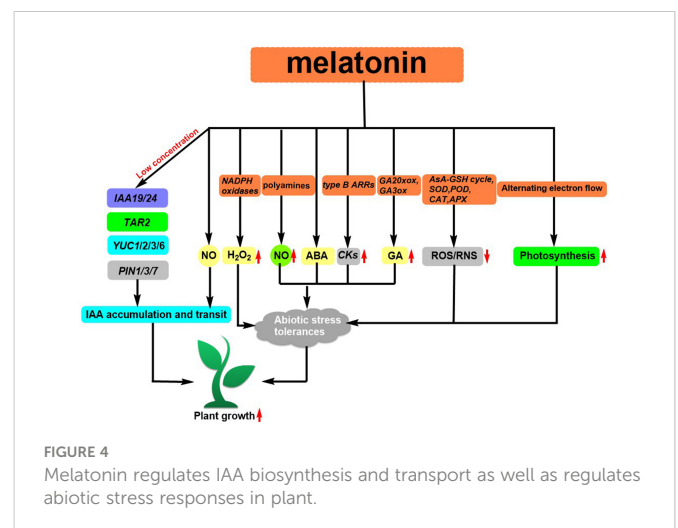 melatonin
Low concentration
NADPH
oxidases
polyamines
type B ARRs
GA20xox,
GA3ox
AsA-GSH cycle,
SOD,POD,
CAT,APX
Alternating electron flow
IAA19/24
TAR2
YUC1/2/3/6
PIN1/3/7
NO
H₂O₂
NO
ABA
CKs
GA
ROS/RNS
Photosynthesis
IAA accumulation and transit
Abiotic stress
tolerances
Plant growth
FIGURE 4
Melatonin regulates IAA biosynthesis and transport as well as regulates
abiotic stress responses in plant.